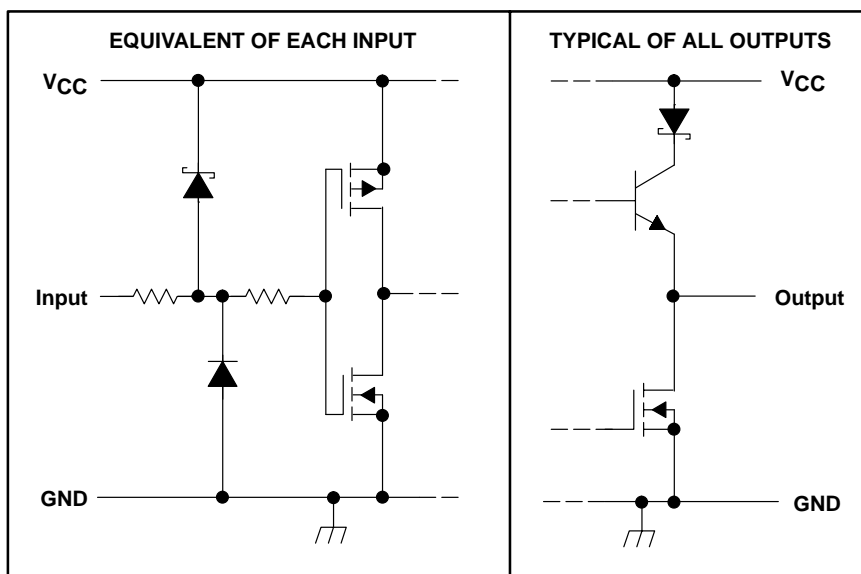 EQUIVALENT OF EACH INPUT
VCC
Input
GND
TYPICAL OF ALL OUTPUTS
VCC
Output
GND